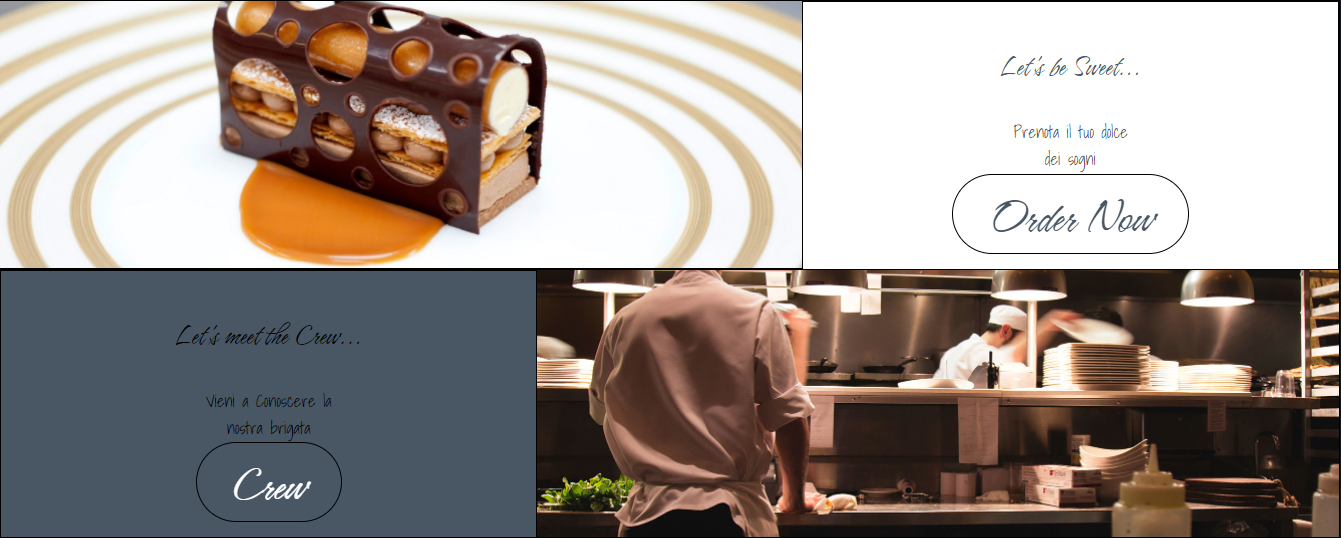 Let's be Sweet...
Prenota il tuo dolce
dei sogni
Order Now
Let's meet the Crew...
Vieni a Conoscere la
nostra brigata
Crew